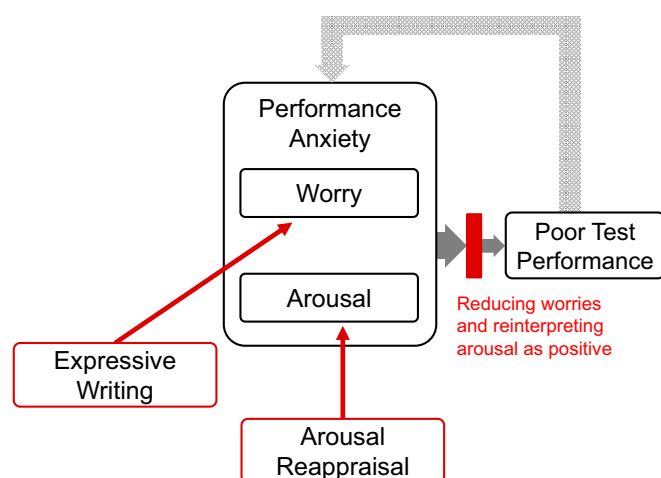 Performance
Anxiety
Worry
Poor Test
Performance
Arousal
Reducing worries
and reinterpreting
arousal as positive
Expressive
Writing
Arousal
Reappraisal